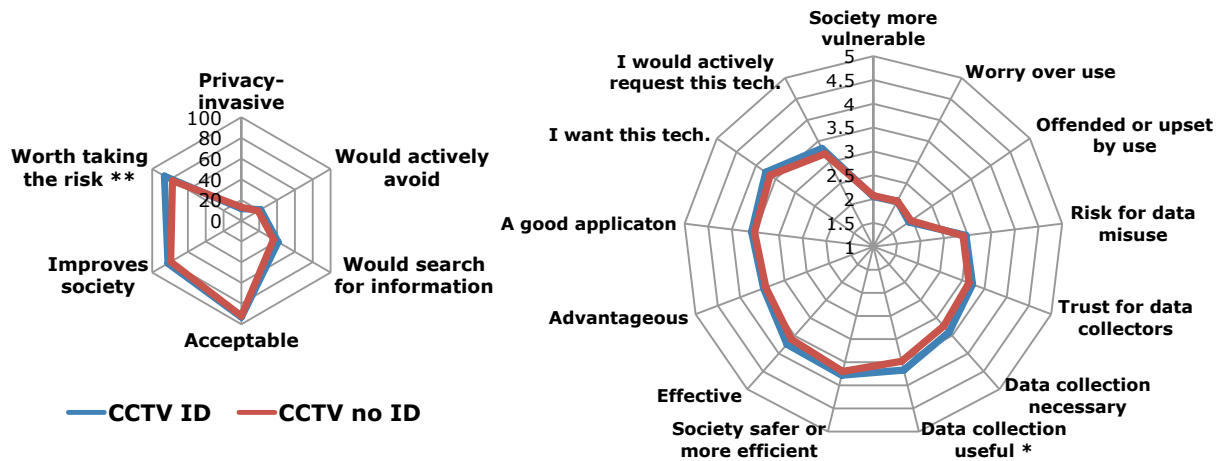 Privacy-
invasive
100
80
60
40
20
0
Would actively
avoid
Would search
for information
Acceptable
Improves
society
Worth taking
the risk **
CCTV ID
CCTV no ID
Society more
vulnerable
5
4.5
4
3.5
3
2.5
2
1.5
1
Worry over use
Offended or upset
by use
Risk for data
misuse
Trust for data
collectors
Data collection
necessary
Data collection
useful *
Society safer or
more efficient
Effective
Advantageous
A good applicaton
I want this tech.
I would actively
request this tech.